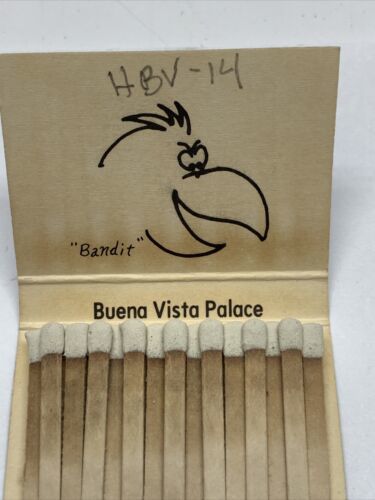 HBV-14
"Bandit"
Buena Vista Palace